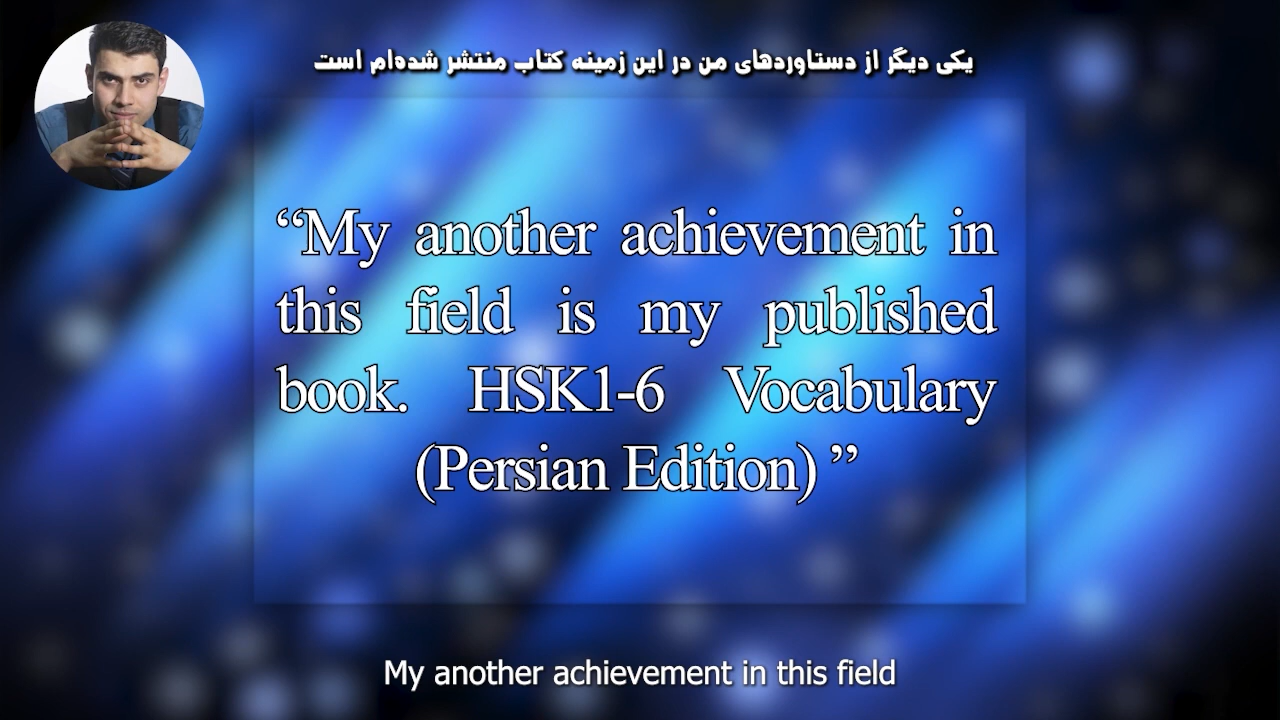 یکی دیگر از دستاوردهای من در این زمینه کتاب منتشر شده‌ام است
“My another achievement in
this field is my published
book. HSK1-6 Vocabulary
(Persian Edition) ”
My another achievement in this field